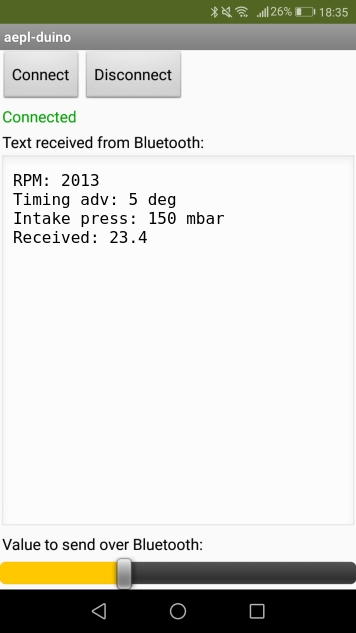 26% 18:35
aepl-duino
Connect Disconnect
Connected
Text received from Bluetooth:
RPM: 2013
Timing adv: 5 deg
Intake press: 150 mbar
Received: 23.4
Value to send over Bluetooth: